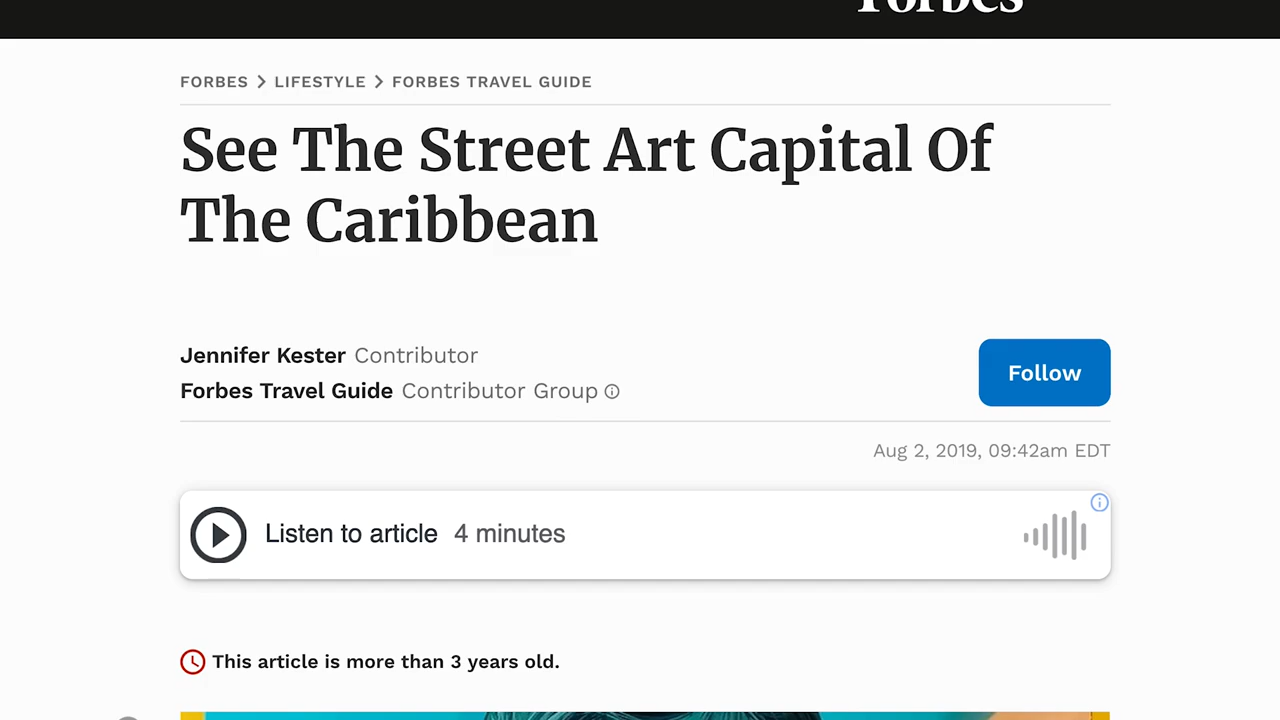 Forbes
FORBES > LIFESTYLE > FORBES TRAVEL GUIDE
See The Street Art Capital Of
The Caribbean
Jennifer Kester Contributor
Forbes Travel Guide Contributor Group
Follow
Aug 2, 2019, 09:42am EDT
Listen to article 4 minutes
This article is more than 3 years old.